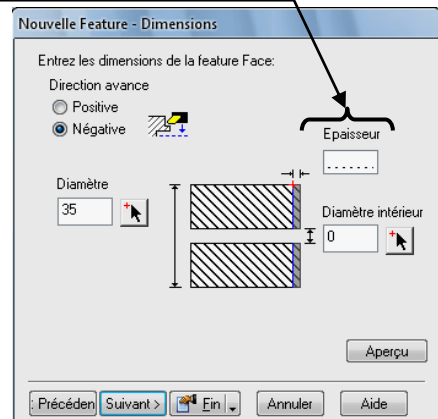 Nouvelle Feature - Dimensions
Entrez les dimensions de la feature Face:
Direction avance
Positive
Négative
Epaisseur
.......
Diamètre
35
Diamètre intérieur
0
Aperçu
: Précéden
Suivant >
Fin
Annuler
Aide